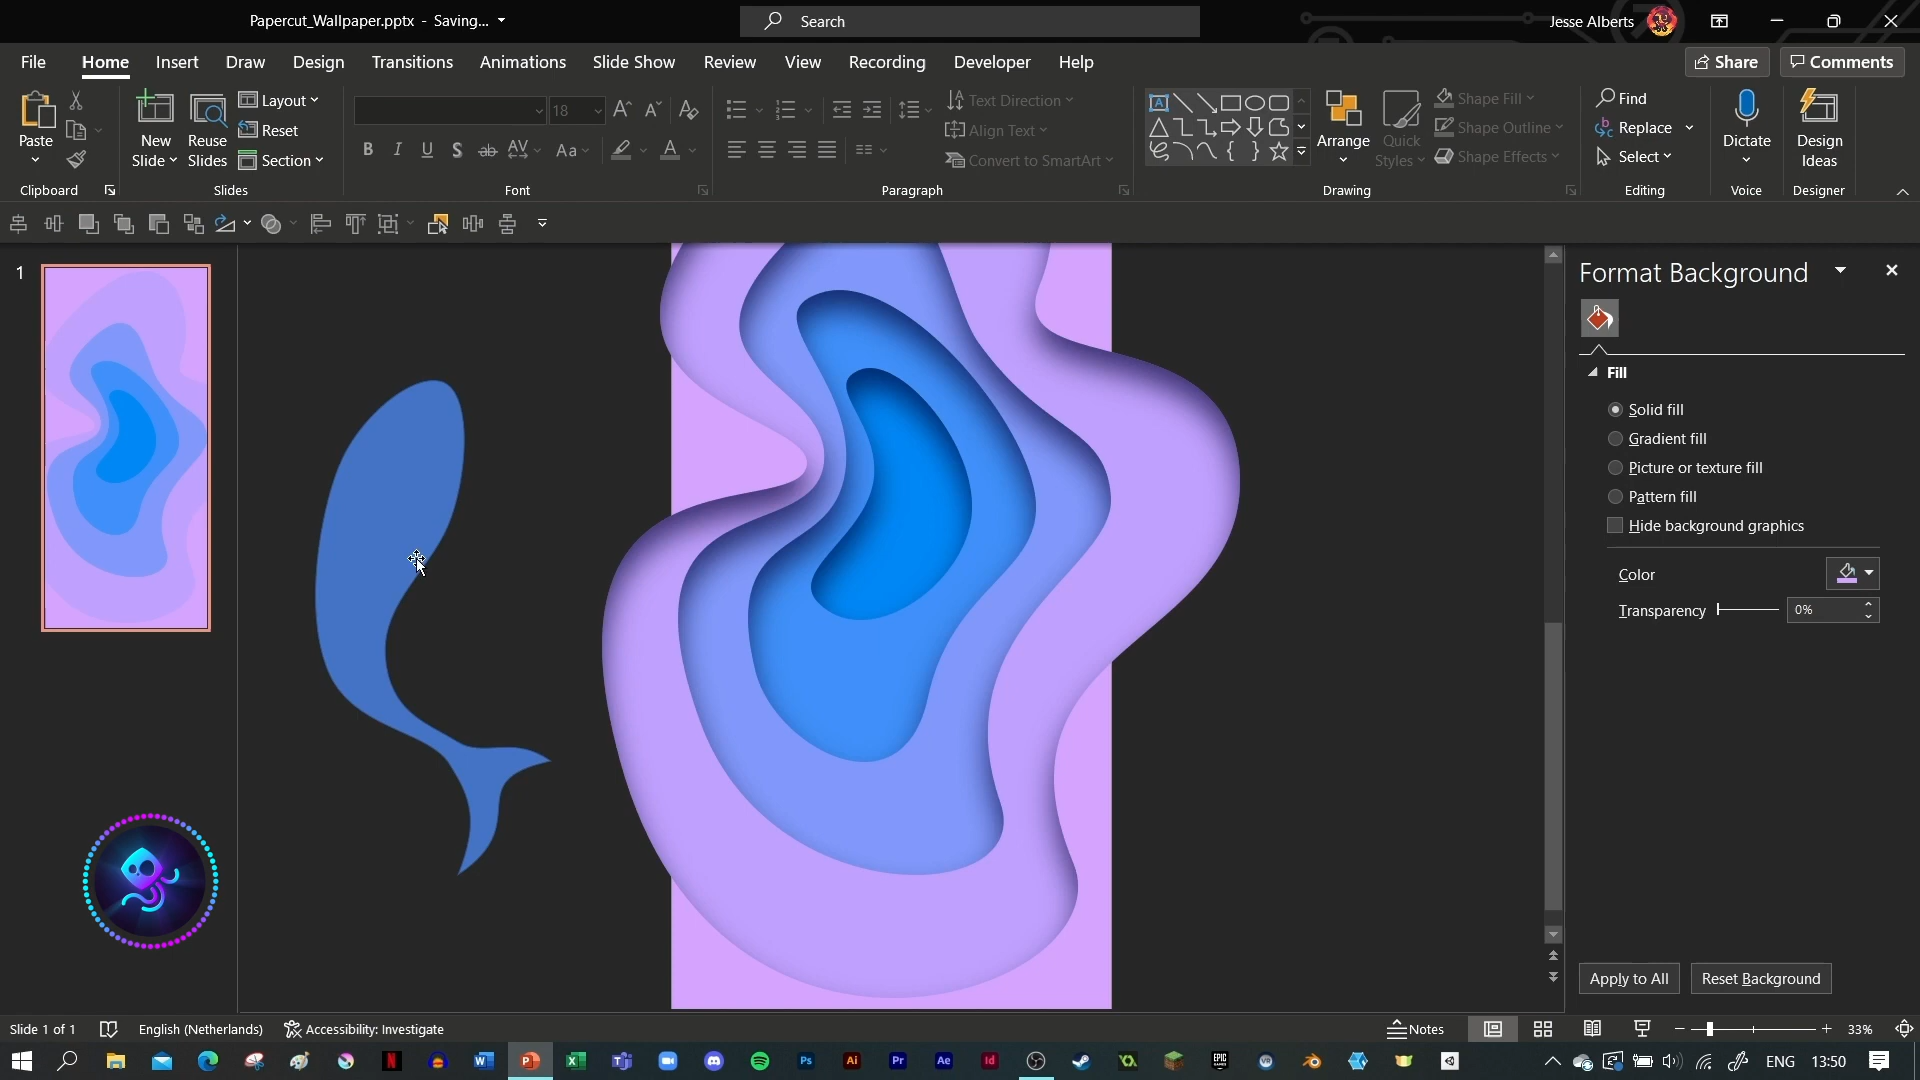 Papercut_Wallpaper.pptx - Saving...
Search
Jesse Alberts
File Home Insert Draw Design Transitions Animations Slide Show Review View Recording Developer Help
Share Comments
Paste
New Slide
Reuse Slides
Layout
Reset
Section
18
B I U S ab AV Aa A
Text Direction
Align Text
Convert to SmartArt
Arrange
Quick Styles
Shape Fill
Shape Outline
Shape Effects
Find
Replace
Select
Dictate
Design Ideas
Clipboard Slides Font Paragraph Drawing Editing Voice Designer
1
Format Background
Fill
Solid fill
Gradient fill
Picture or texture fill
Pattern fill
Hide background graphics
Color
Transparency 0%
Apply to All Reset Background
Slide 1 of 1 English (Netherlands) Accessibility: Investigate Notes 33%
ENG 13:50